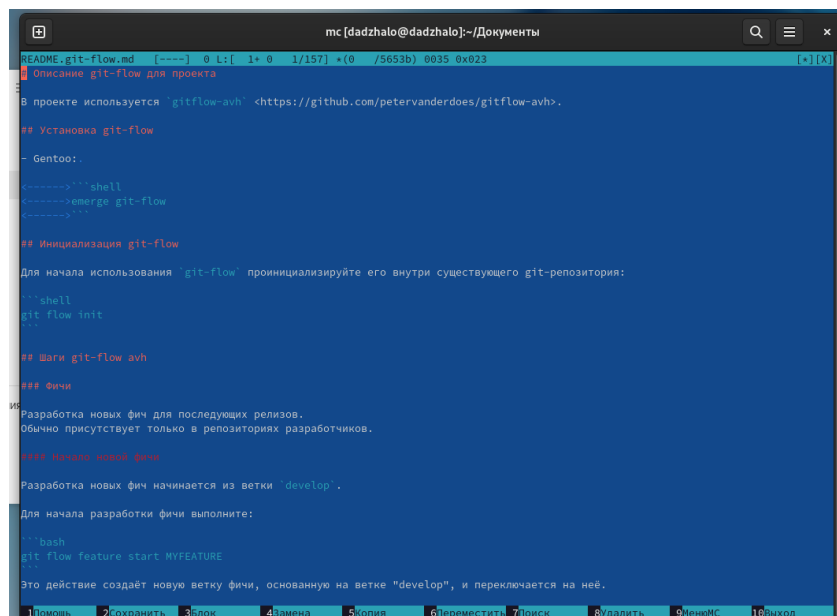 mc [dadzhalo@dadzhalo]:~/Документы
README.git-flow.md [----] 0 L:[ 1+ 0 1/157] *(0 /5653b) 0035 0x023 [*][X]
# Описание git-flow для проекта
В проекте используется `gitflow-avh` <https://github.com/petervanderdoes/gitflow-avh>.
## Установка git-flow
- Gentoo:.
<------>```shell
<------>emerge git-flow
<------>```
## Инициализация git-flow
Для начала использования `git-flow` проинициализируйте его внутри существующего git-репозитория:
```shell
git flow init
```
## Шаги git-flow avh
### Фичи
Разработка новых фич для последующих релизов.
Обычно присутствует только в репозиториях разработчиков.
#### Начало новой фичи
Разработка новых фич начинается из ветки `develop`.
Для начала разработки фичи выполните:
```bash
git flow feature start MYFEATURE
```
Это действие создаёт новую ветку фичи, основанную на ветке "develop", и переключается на неё.
1Помощь 2Сохранить 3Блок 4Замена 5Копия 6Переместить 7Поиск 8Удалить 9МенюMC 10Выход